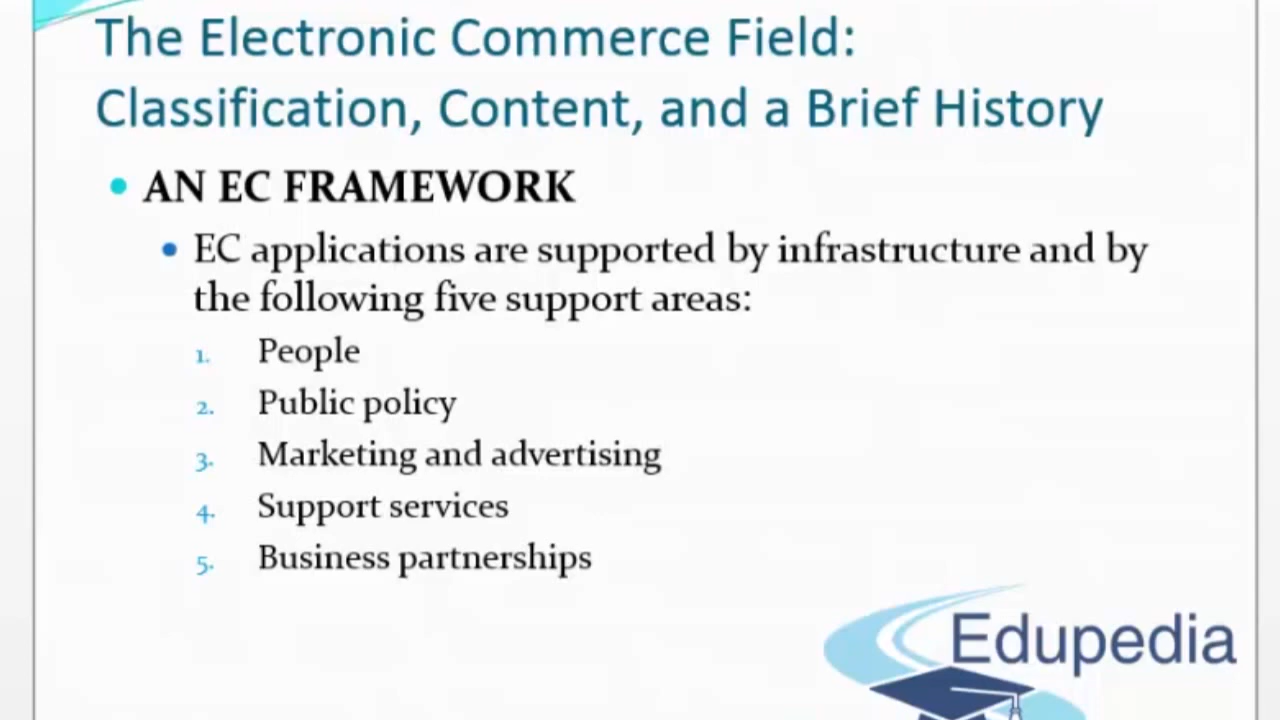 The Electronic Commerce Field:
Classification, Content, and a Brief History
• AN EC FRAMEWORK
• EC applications are supported by infrastructure and by
the following five support areas:
1. People
2. Public policy
3. Marketing and advertising
4. Support services
5. Business partnerships
Edupedia